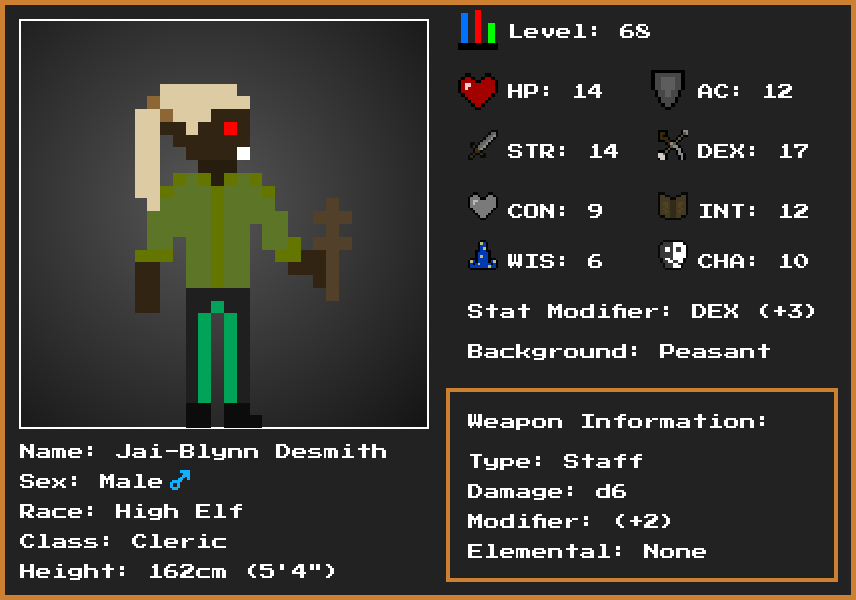 Level: 68
HP: 14
AC: 12
STR: 14
DEX: 17
CON: 9
INT: 12
WIS: 6
CHA: 10
Stat Modifier: DEX (+3)
Background: Peasant
Weapon Information:
Type: Staff
Damage: d6
Modifier: (+2)
Elemental: None
Name: Jai-Blynn Desmith
Sex: Male♂
Race: High Elf
Class: Cleric
Height: 162cm (5'4")